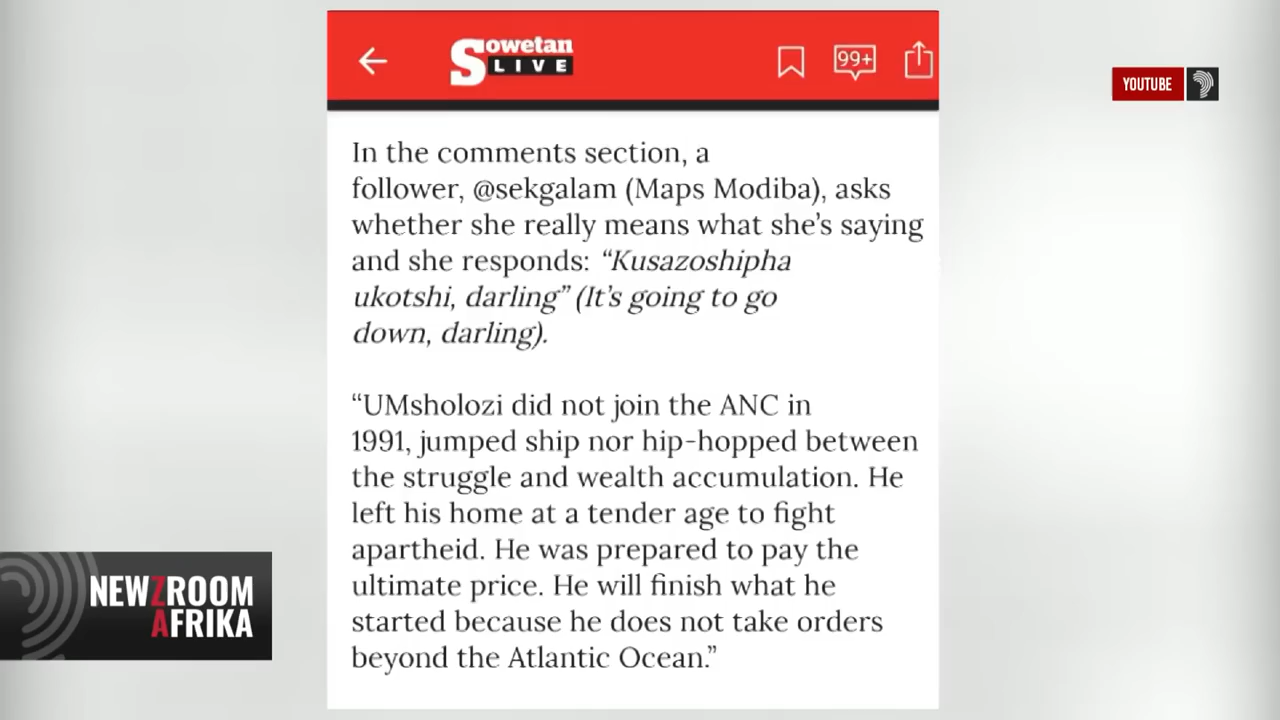 Sowetan
LIVE
99+
YOUTUBE
In the comments section, a
follower, @sekgalam (Maps Modiba), asks
whether she really means what she’s saying
and she responds: “Kusazoshipha
ukotshi, darling” (It’s going to go
down, darling).
“UMsholozi did not join the ANC in
1991, jumped ship nor hip-hopped between
the struggle and wealth accumulation. He
left his home at a tender age to fight
apartheid. He was prepared to pay the
ultimate price. He will finish what he
started because he does not take orders
beyond the Atlantic Ocean.”
NEWZROOM
AFRIKA